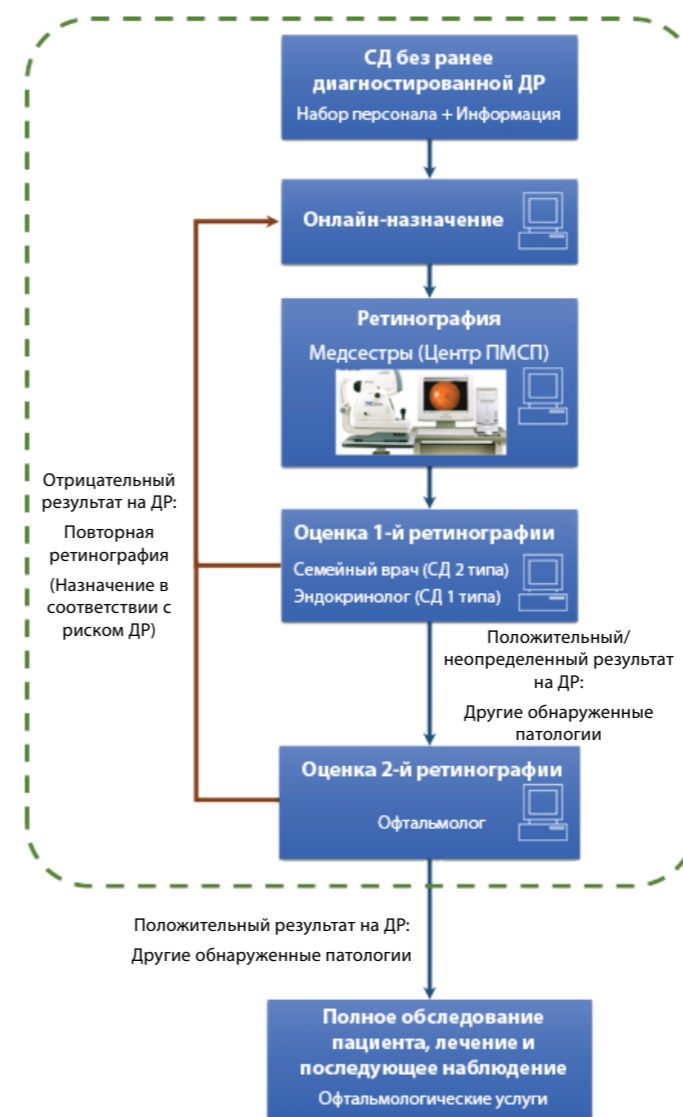 СД без ранее
диагностированной ДР
Набор персонала + Информация
Онлайн-назначение
Ретинография
Медсестры (Центр ПМСП)
Отрицательный
результат на ДР:
Повторная
ретинография
(Назначение в
соответствии с
риском ДР)
Оценка 1-й ретинографии
Семейный врач (СД 2 типа)
Эндокринолог (СД 1 типа)
Положительный/
неопределенный результат
на ДР:
Другие обнаруженные
патологии
Оценка 2-й ретинографии
Офтальмолог
Положительный результат на ДР:
Другие обнаруженные патологии
Полное обследование
пациента, лечение и
последующее наблюдение
Офтальмологические услуги